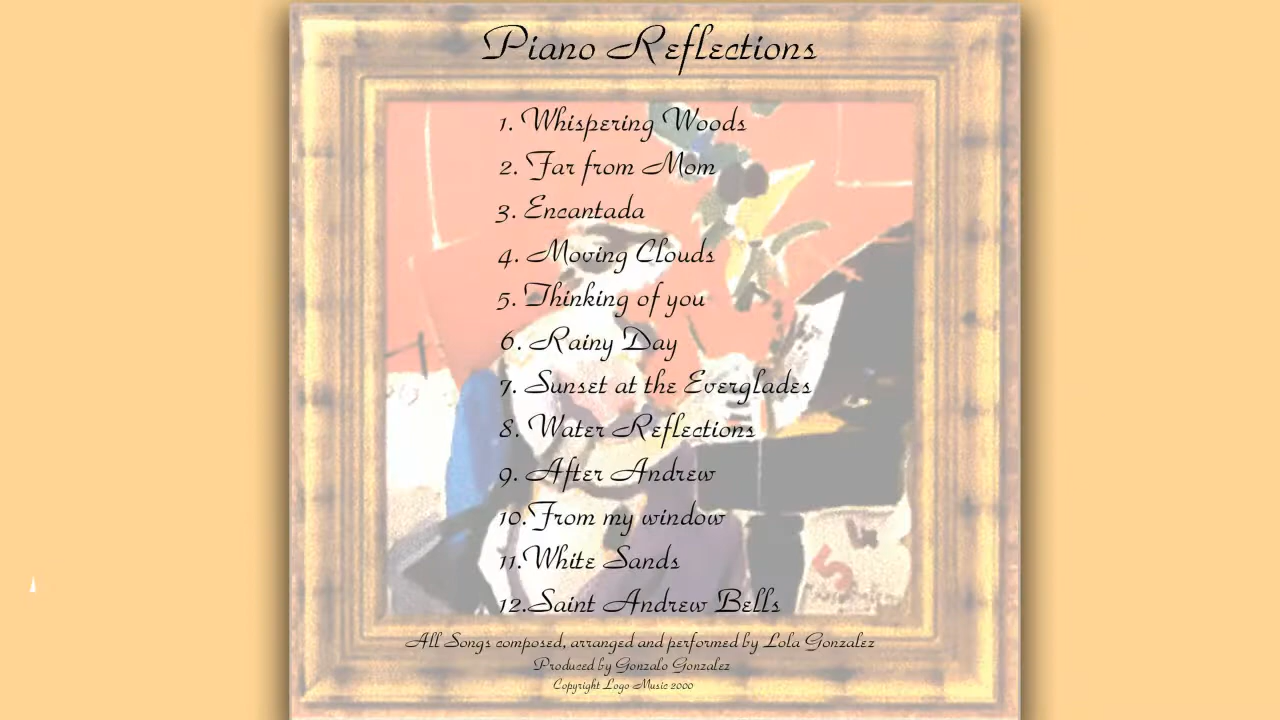 Piano Reflections
1. Whispering Woods
2. Far from Mom
3. Encantada
4. Moving Clouds
5. Thinking of you
6. Rainy Day
7. Sunset at the Everglades
8. Water Reflections
9. After Andrew
10.From my window
11.White Sands
12.Saint Andrew Bells
All Songs composed, arranged and performed by Lola Gonzalez
Produced by Gonzalo Gonzalez
Copyright Logo Music 2000